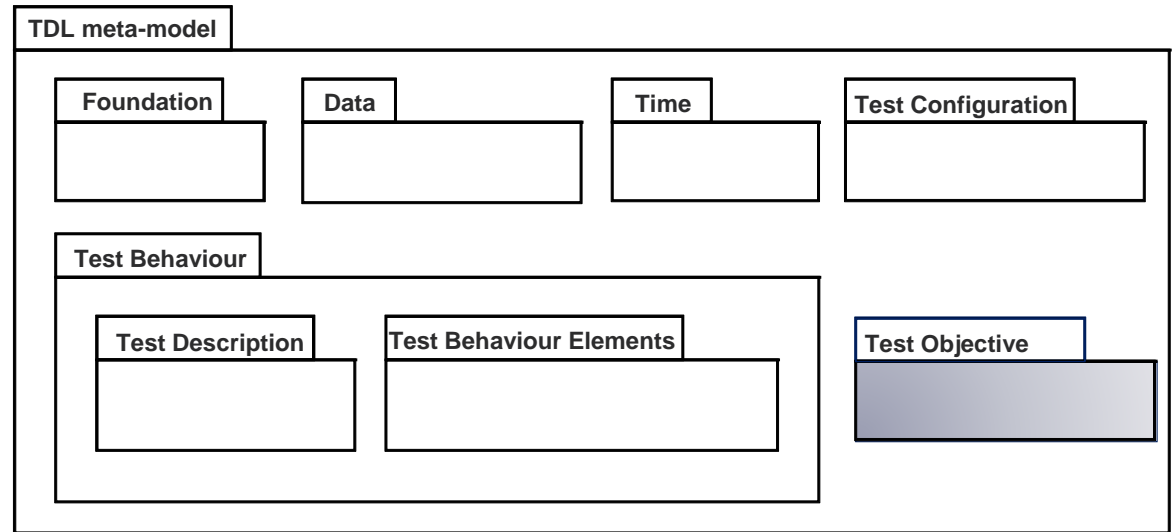 TDL meta-model
Foundation
Data
Time
Test Configuration
Test Behaviour
Test Description
Test Behaviour Elements
Test Objective